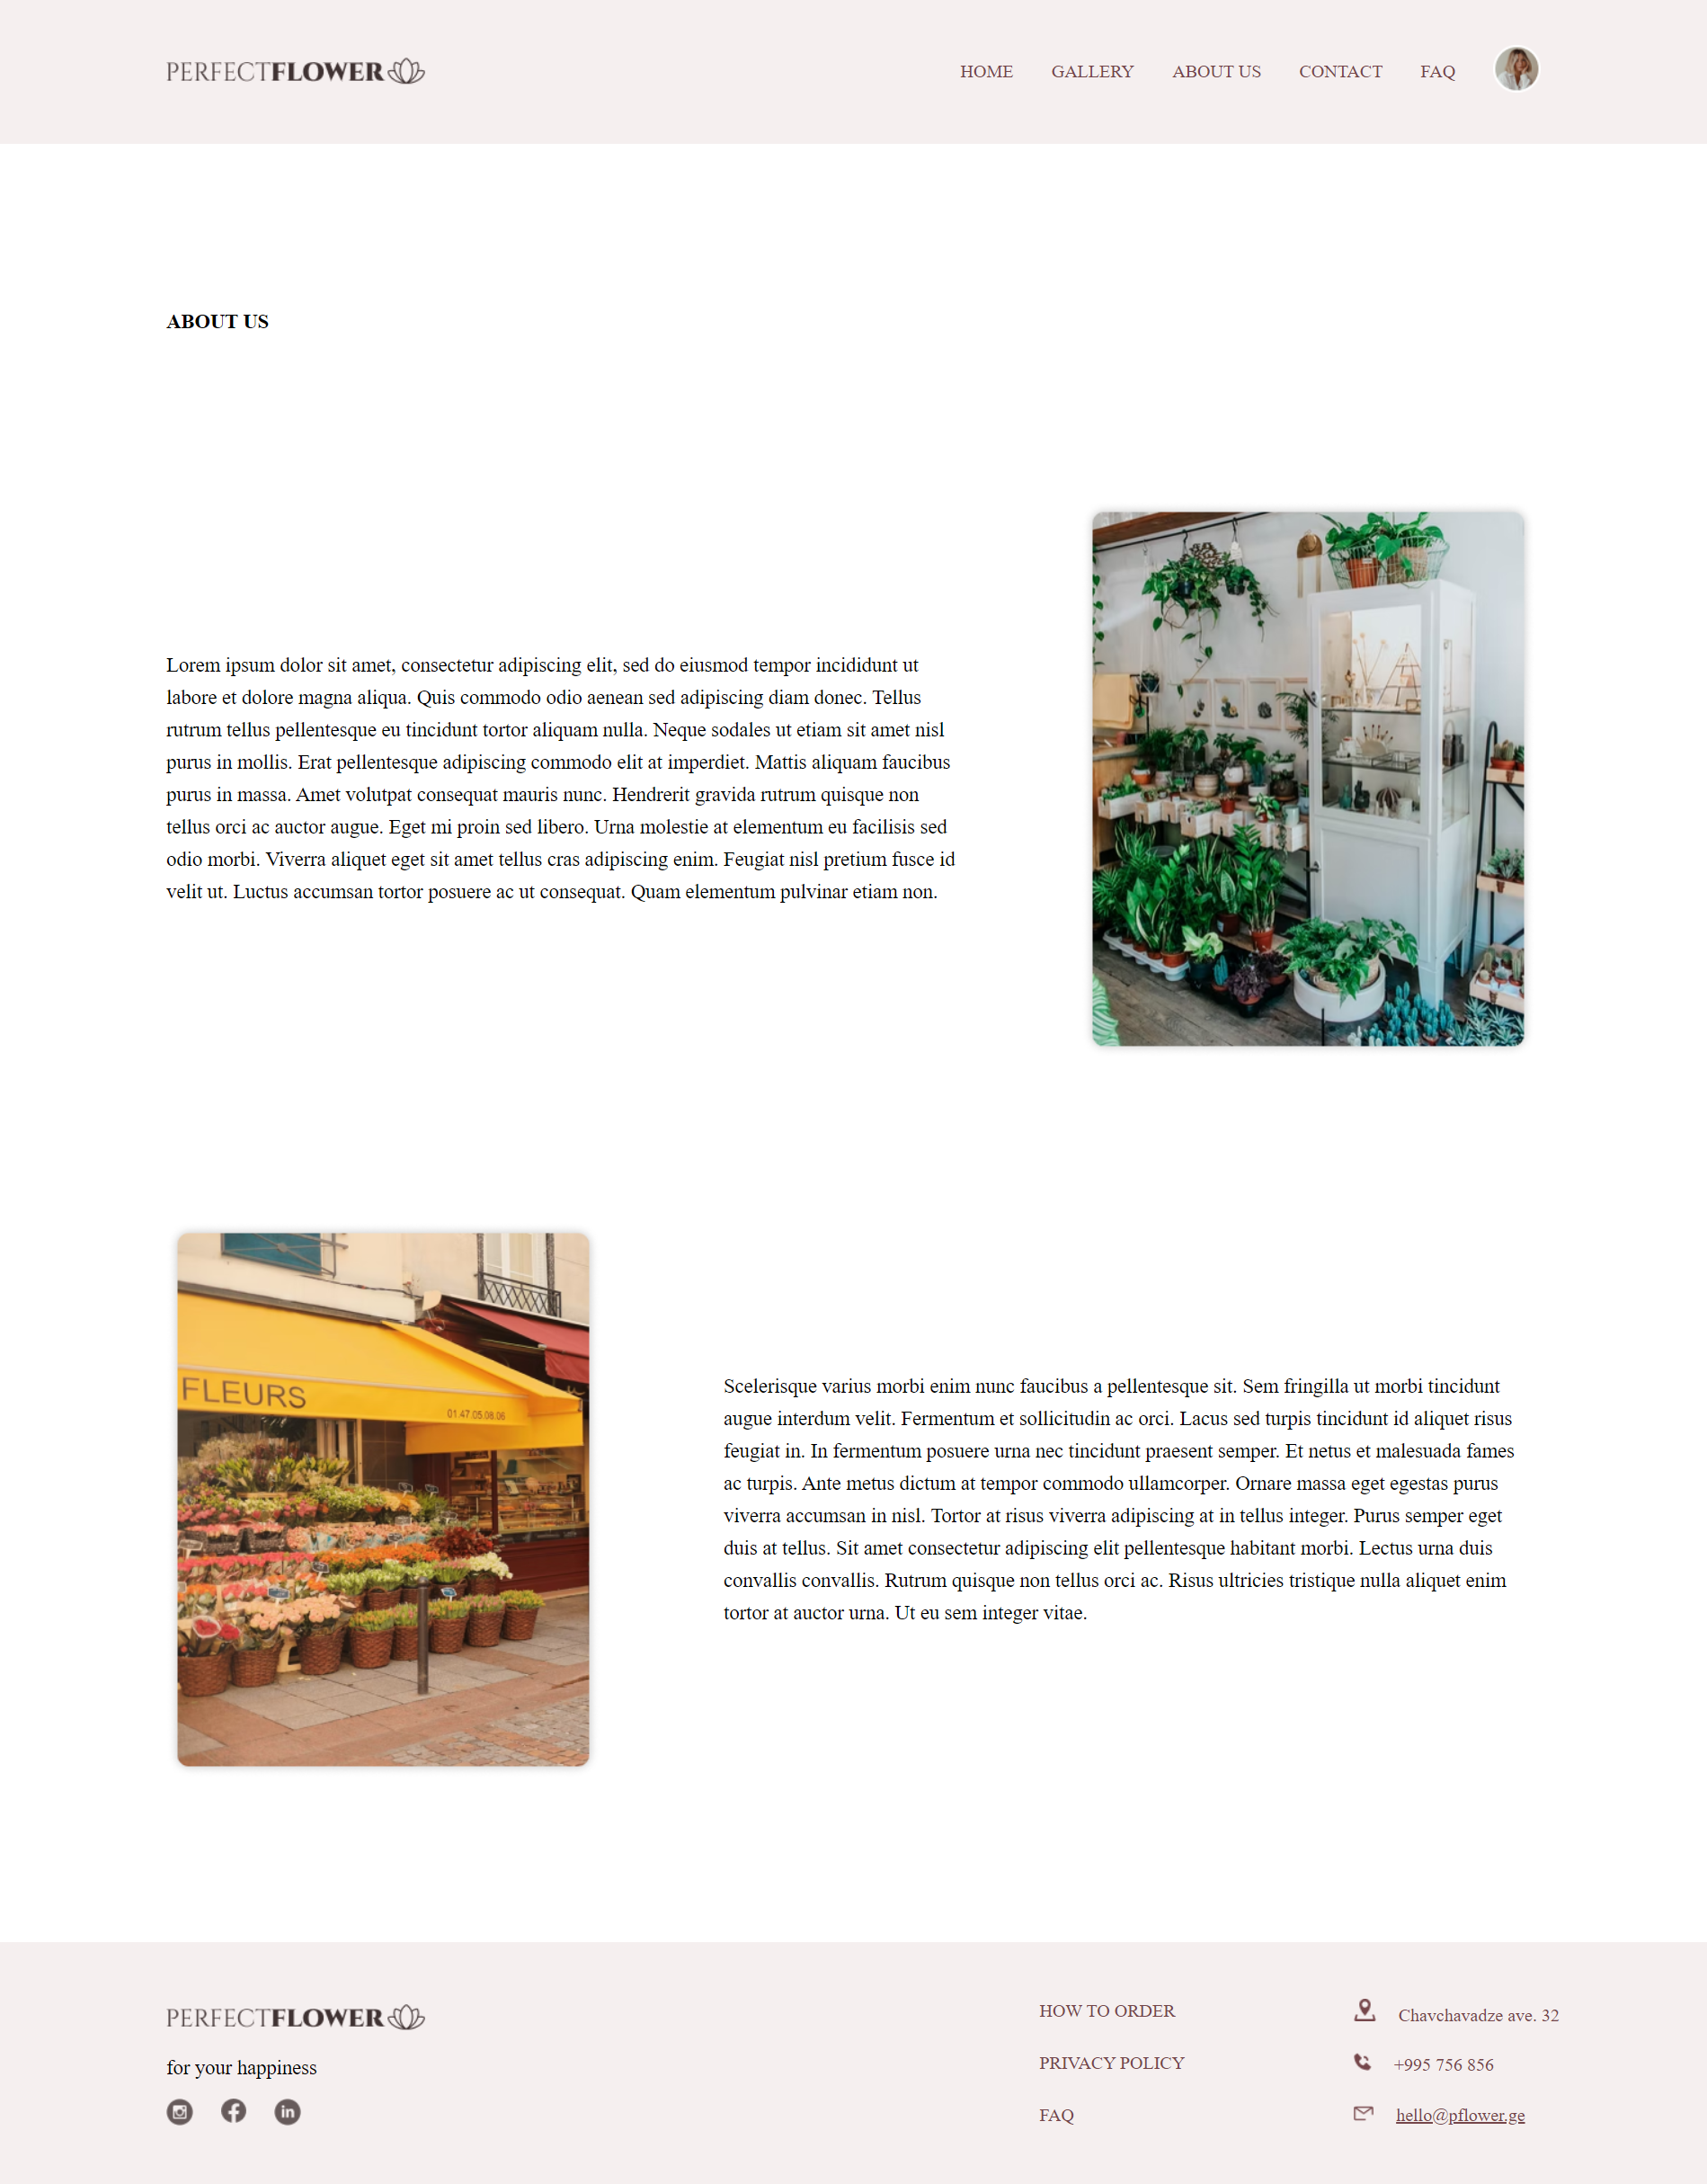 PERFECTFLOWER
HOME GALLERY ABOUT US CONTACT FAQ
ABOUT US
Lorem ipsum dolor sit amet, consectetur adipiscing elit, sed do eiusmod tempor incididunt ut
labore et dolore magna aliqua. Quis commodo odio aenean sed adipiscing diam donec. Tellus
rutrum tellus pellentesque eu tincidunt tortor aliquam nulla. Neque sodales ut etiam sit amet nisl
purus in mollis. Erat pellentesque adipiscing commodo elit at imperdiet. Mattis aliquam faucibus
purus in massa. Amet volutpat consequat mauris nunc. Hendrerit gravida rutrum quisque non
tellus orci ac auctor augue. Eget mi proin sed libero. Urna molestie at elementum eu facilisis sed
odio morbi. Viverra aliquet eget sit amet tellus cras adipiscing enim. Feugiat nisl pretium fusce id
velit ut. Luctus accumsan tortor posuere ac ut consequat. Quam elementum pulvinar etiam non.
FLEURS
01.47.05.08.06
Scelerisque varius morbi enim nunc faucibus a pellentesque sit. Sem fringilla ut morbi tincidunt
augue interdum velit. Fermentum et sollicitudin ac orci. Lacus sed turpis tincidunt id aliquet risus
feugiat in. In fermentum posuere urna nec tincidunt praesent semper. Et netus et malesuada fames
ac turpis. Ante metus dictum at tempor commodo ullamcorper. Ornare massa eget egestas purus
viverra accumsan in nisl. Tortor at risus viverra adipiscing at in tellus integer. Purus semper eget
duis at tellus. Sit amet consectetur adipiscing elit pellentesque habitant morbi. Lectus urna duis
convallis convallis. Rutrum quisque non tellus orci ac. Risus ultricies tristique nulla aliquet enim
tortor at auctor urna. Ut eu sem integer vitae.
PERFECTFLOWER
for your happiness
HOW TO ORDER
PRIVACY POLICY
FAQ
Chavchavadze ave. 32
+995 756 856
hello@pflower.ge